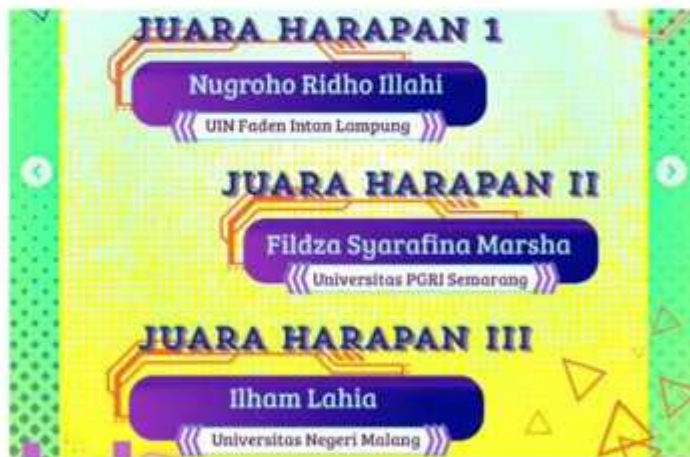 JUARA HARAPAN 1
Nugroho Ridho Illahi
UIN Faden Intan Lampung
JUARA HARAPAN II
Fildza Syarafina Marsha
Universitas PGRI Semarang
JUARA HARAPAN III
Ilham Lahia
Universitas Negeri Malang